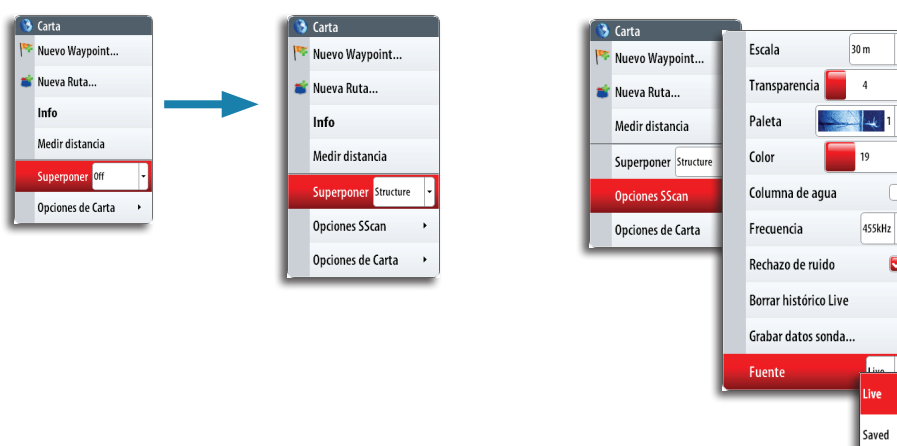 Carta
Nuevo Waypoint...
Nueva Ruta...
Info
Medir distancia
Superponer Off
Opciones de Carta
Carta
Nuevo Waypoint...
Nueva Ruta...
Info
Medir distancia
Superponer Structure
Opciones SScan
Opciones de Carta
Carta
Nuevo Waypoint...
Nueva Ruta...
Medir distancia
Superponer Structure
Opciones SScan
Opciones de Carta
Escala 30 m
Transparencia 4
Paleta 1
Color 19
Columna de agua
Frecuencia 455kHz
Rechazo de ruido
Borrar histórico Live
Grabar datos sonda...
Fuente Live
Live
Saved